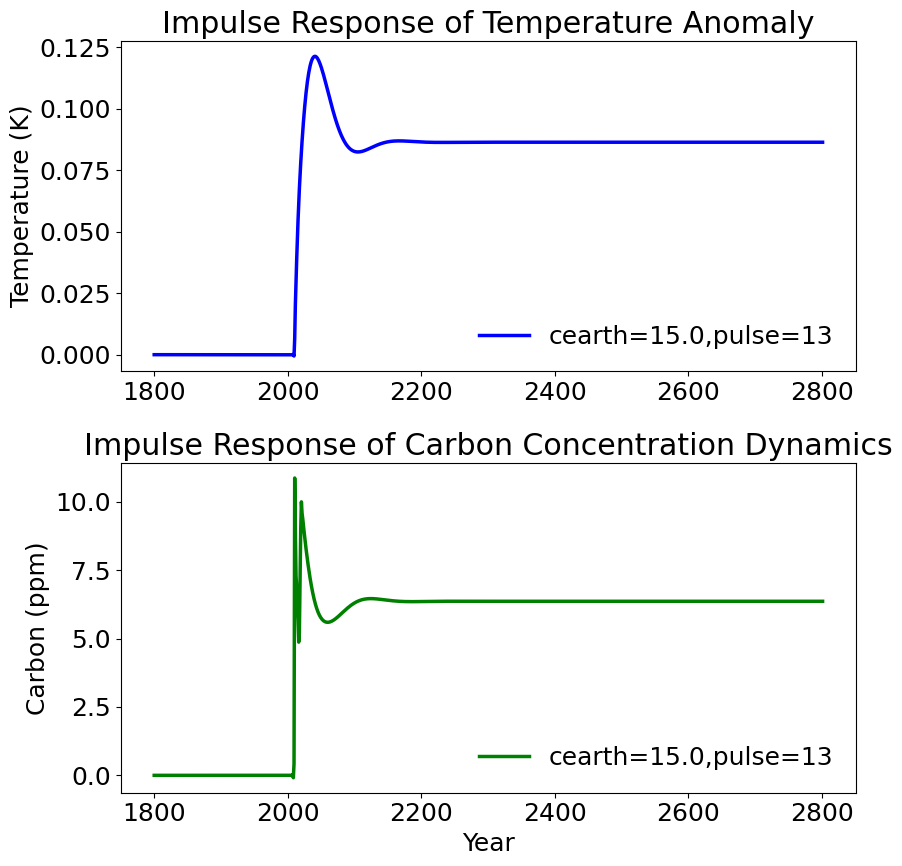 Impulse Response of Temperature Anomaly
Temperature (K)
0.125
0.100
0.075
0.050
0.025
0.000
cearth=15.0,pulse=13
1800 2000 2200 2400 2600 2800
Impulse Response of Carbon Concentration Dynamics
Carbon (ppm)
10.0
7.5
5.0
2.5
0.0
cearth=15.0,pulse=13
1800 2000 2200 2400 2600 2800
Year